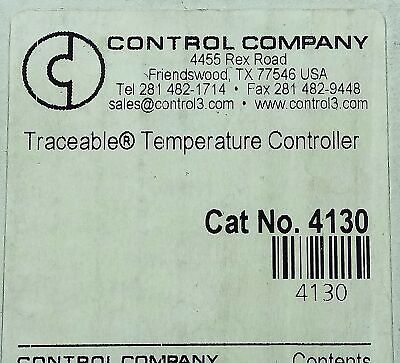 CONTROL COMPANY
4455 Rex Road
Friendswood, TX 77546 USA
Tel 281 482-1714 • Fax 281 482-9448
sales@control3.com • www.control3.com
Traceable® Temperature Controller
Cat No. 4130
4130
CONTROL COMPANY Contents